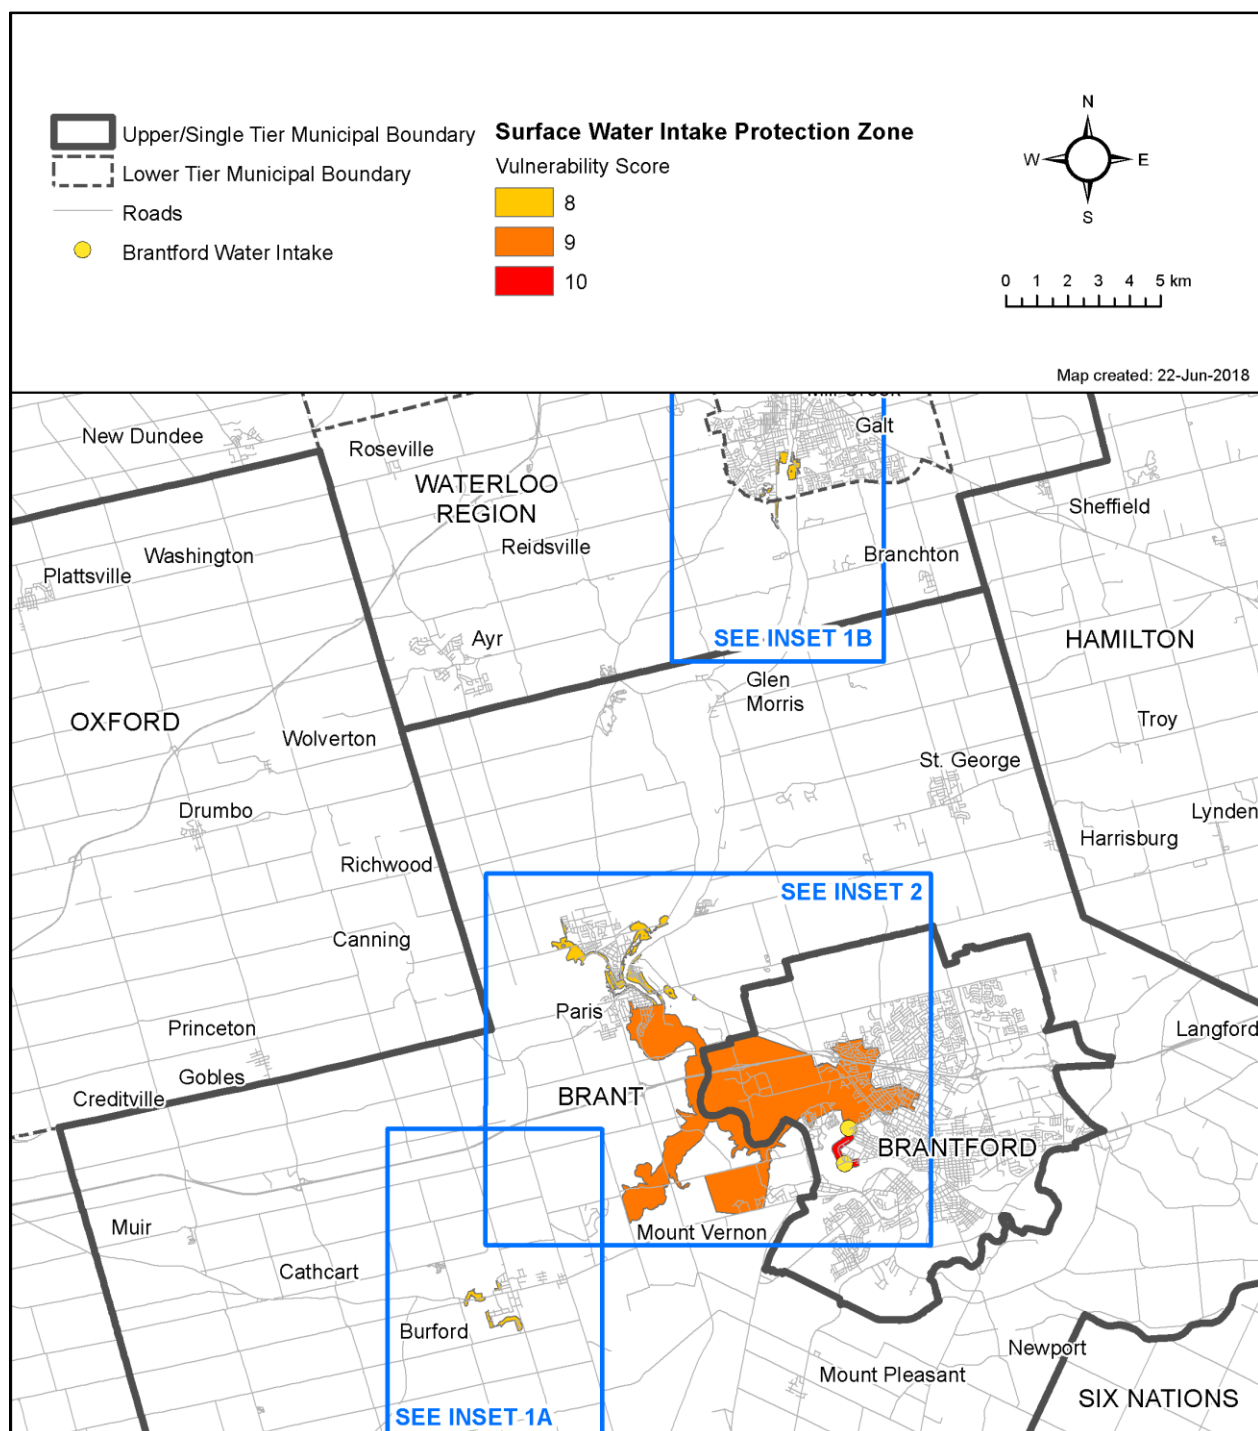 Upper/Single Tier Municipal Boundary
Lower Tier Municipal Boundary
Roads
Brantford Water Intake
Surface Water Intake Protection Zone
Vulnerability Score
8
9
10
N
W
E
S
0 1 2 3 4 5 km
Map created: 22-Jun-2018
Galt
New Dundee
Roseville
WATERLOO
REGION
Sheffield
Washington
Reidsville
Branchton
Plattsville
Ayr
SEE INSET 1B
HAMILTON
Glen
Morris
OXFORD
Troy
Wolverton
St. George
Drumbo
Lynden
Harrisburg
Richwood
SEE INSET 2
Canning
Paris
Princeton
Langford
Gobles
Creditville
BRANT
BRANTFORD
Muir
Mount Vernon
Cathcart
Burford
Newport
Mount Pleasant
SIX NATIONS
SEE INSET 1A